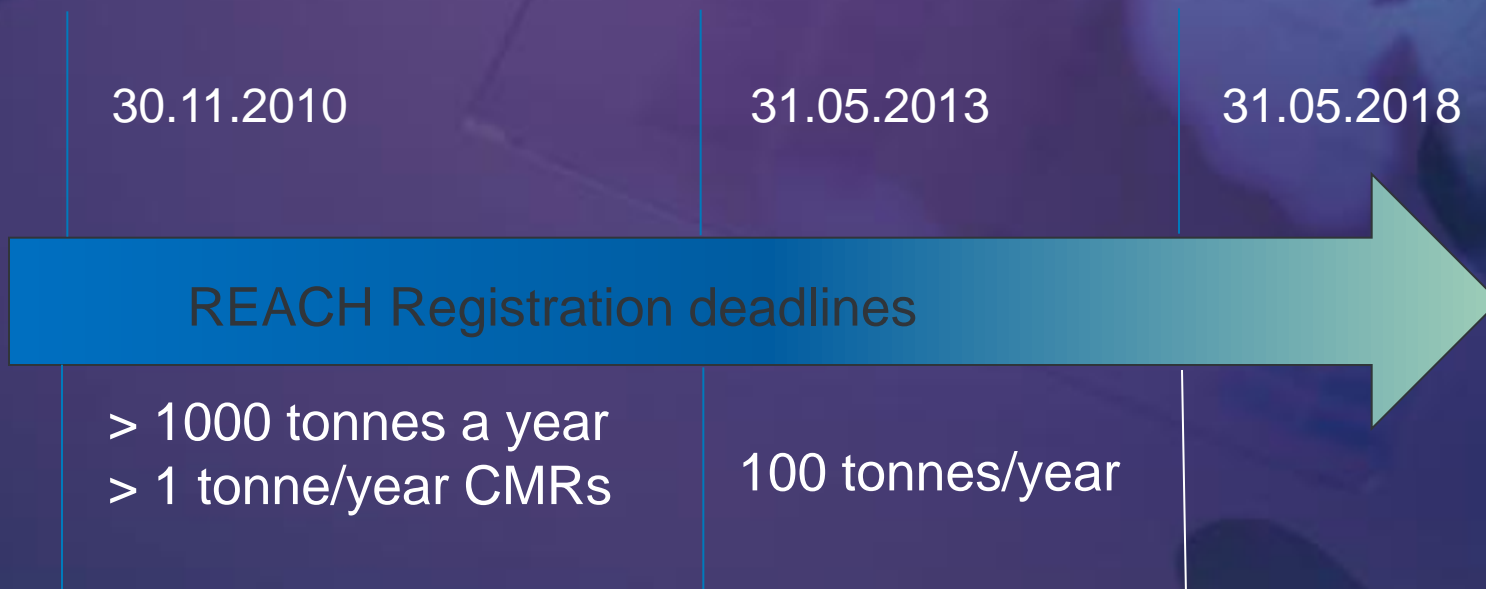 30.11.2010
31.05.2013
31.05.2018
REACH Registration deadlines
> 1000 tonnes a year
> 1 tonne/year CMRs
100 tonnes/year